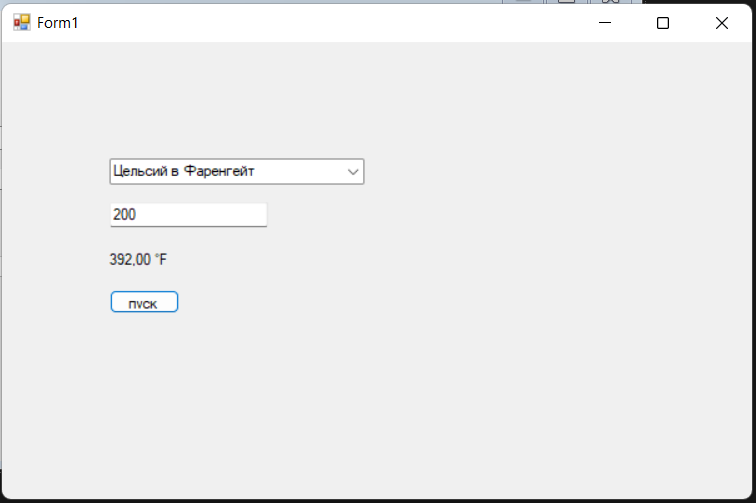 Form1
Цельсий в Фаренгейт
200
392,00 °F
пуск